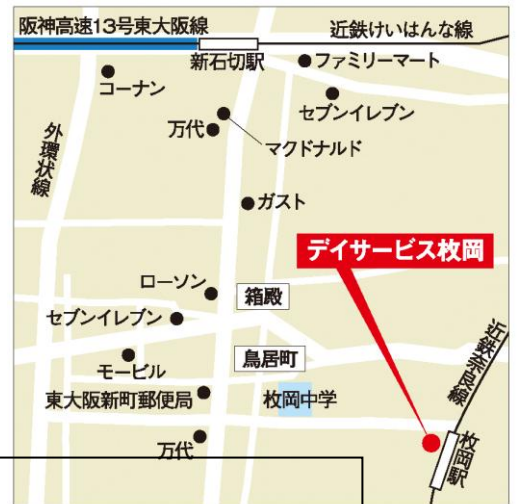 阪神高速13号東大阪線
近鉄けいはんな線
新石切駅
ファミリーマート
コーナン
セブンイレブン
万代
マクドナルド
外環状線
ガスト
デイサービス枚岡
ローソン
箱殿
セブンイレブン
近鉄奈良線
鳥居町
モービル
東大阪新町郵便局
枚岡中学
万代
枚岡駅